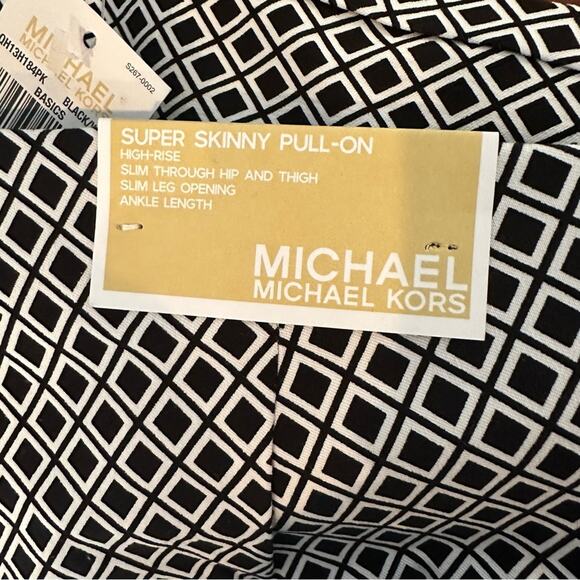 MICHAEL
MICHAEL KORS
S267-0002
QH13H184PK
BLACK/
BASICS
SUPER SKINNY PULL-ON
HIGH-RISE
SLIM THROUGH HIP AND THIGH
SLIM LEG OPENING
ANKLE LENGTH
MICHAEL
MICHAEL KORS